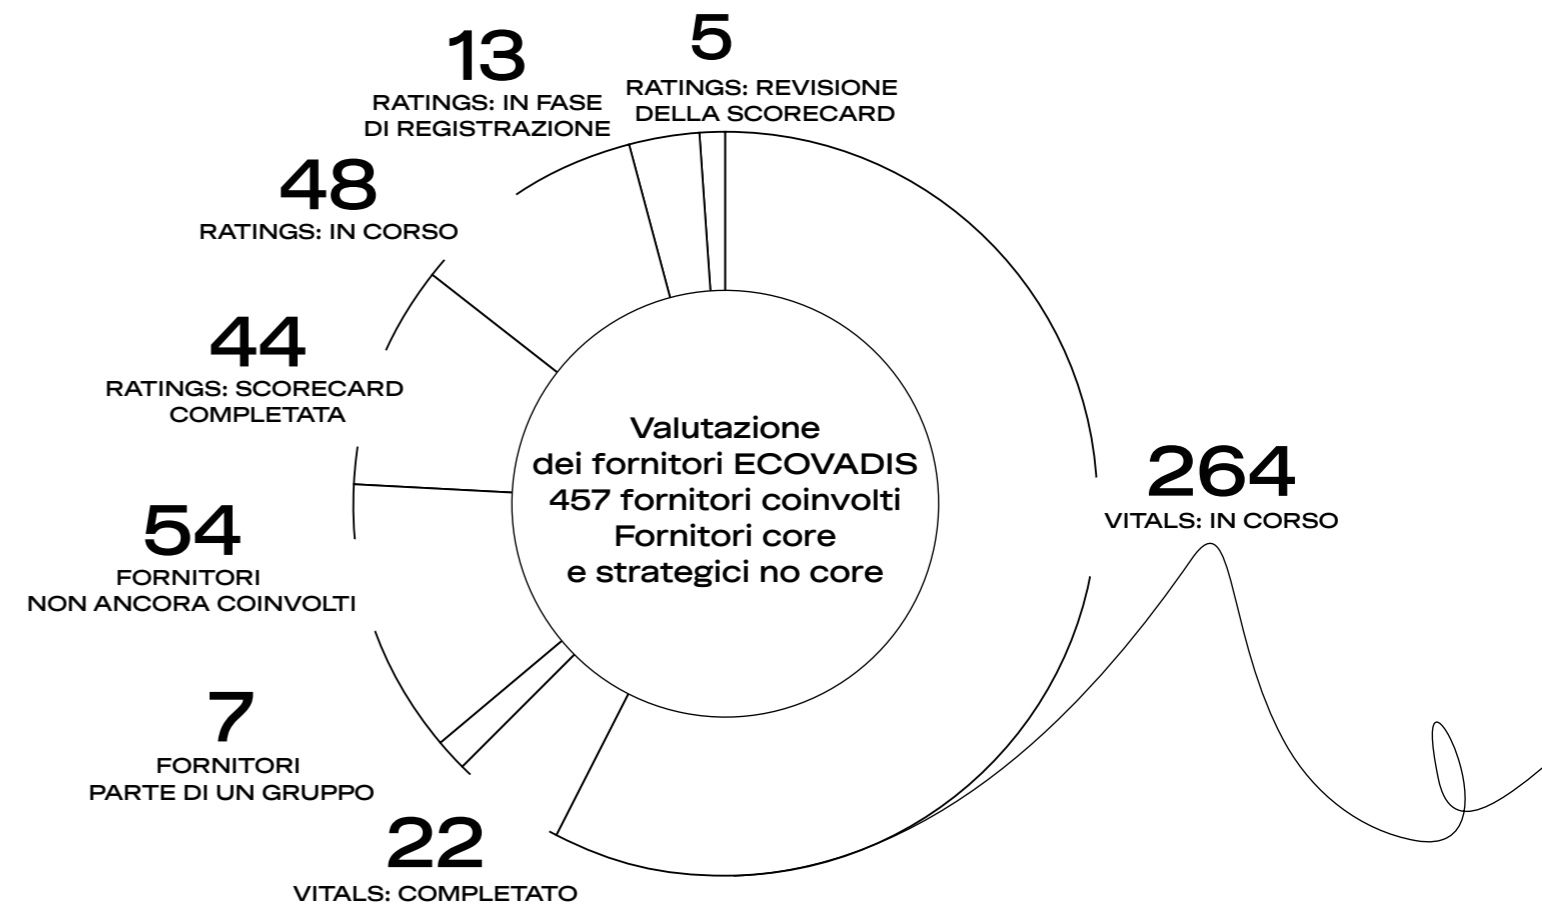 5
RATINGS: REVISIONE
DELLA SCORECARD
13
RATINGS: IN FASE
DI REGISTRAZIONE
48
RATINGS: IN CORSO
44
RATINGS: SCORECARD
COMPLETATA
54
FORNITORI
NON ANCORA COINVOLTI
7
FORNITORI
PARTE DI UN GRUPPO
22
VITALS: COMPLETATO
Valutazione
dei fornitori ECOVADIS
457 fornitori coinvolti
Fornitori core
e strategici no core
264
VITALS: IN CORSO